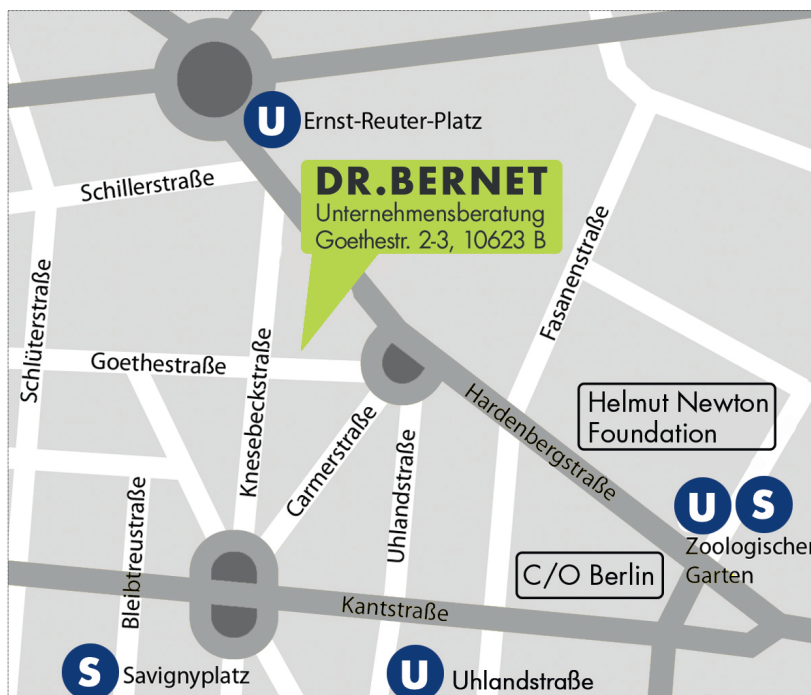 U Ernst-Reuter-Platz
Schillerstraße
DR.BERNET
Unternehmensberatung
Goethestr. 2-3, 10623 B
Fasanenstraße
Schlüterstraße
Goethestraße
Knesebeckstraße
Hardenbergstraße
Helmut Newton
Foundation
Carmerstraße
Uhlandstraße
Bleibtreustraße
U S
Zoologischer
Garten
C/O Berlin
Kantstraße
S Savignyplatz
U Uhlandstraße